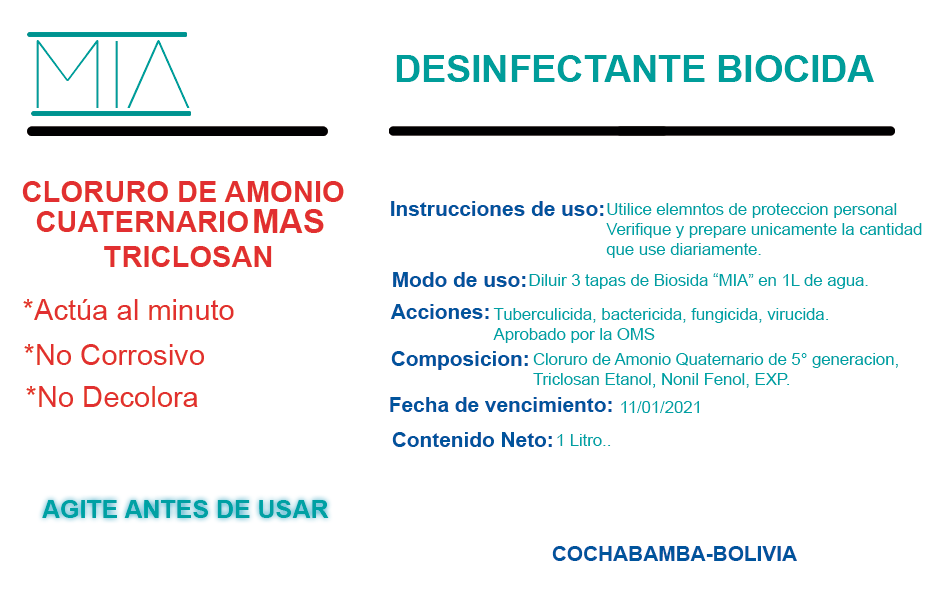 MIA
DESINFECTANTE BIOCIDA
CLORURO DE AMONIO
CUATERNARIO MAS
TRICLOSAN
*Actúa al minuto
*No Corrosivo
*No Decolora
AGITE ANTES DE USAR
Instrucciones de uso: Utilice elemntos de proteccion personal
Verifique y prepare unicamente la cantidad
que use diariamente.
Modo de uso: Diluir 3 tapas de Biosida “MIA” en 1L de agua.
Acciones: Tuberculicida, bactericida, fungicida, virucida.
Aprobado por la OMS
Composicion: Cloruro de Amonio Quaternario de 5° generacion,
Triclosan Etanol, Nonil Fenol, EXP.
Fecha de vencimiento: 11/01/2021
Contenido Neto: 1 Litro..
COCHABAMBA-BOLIVIA